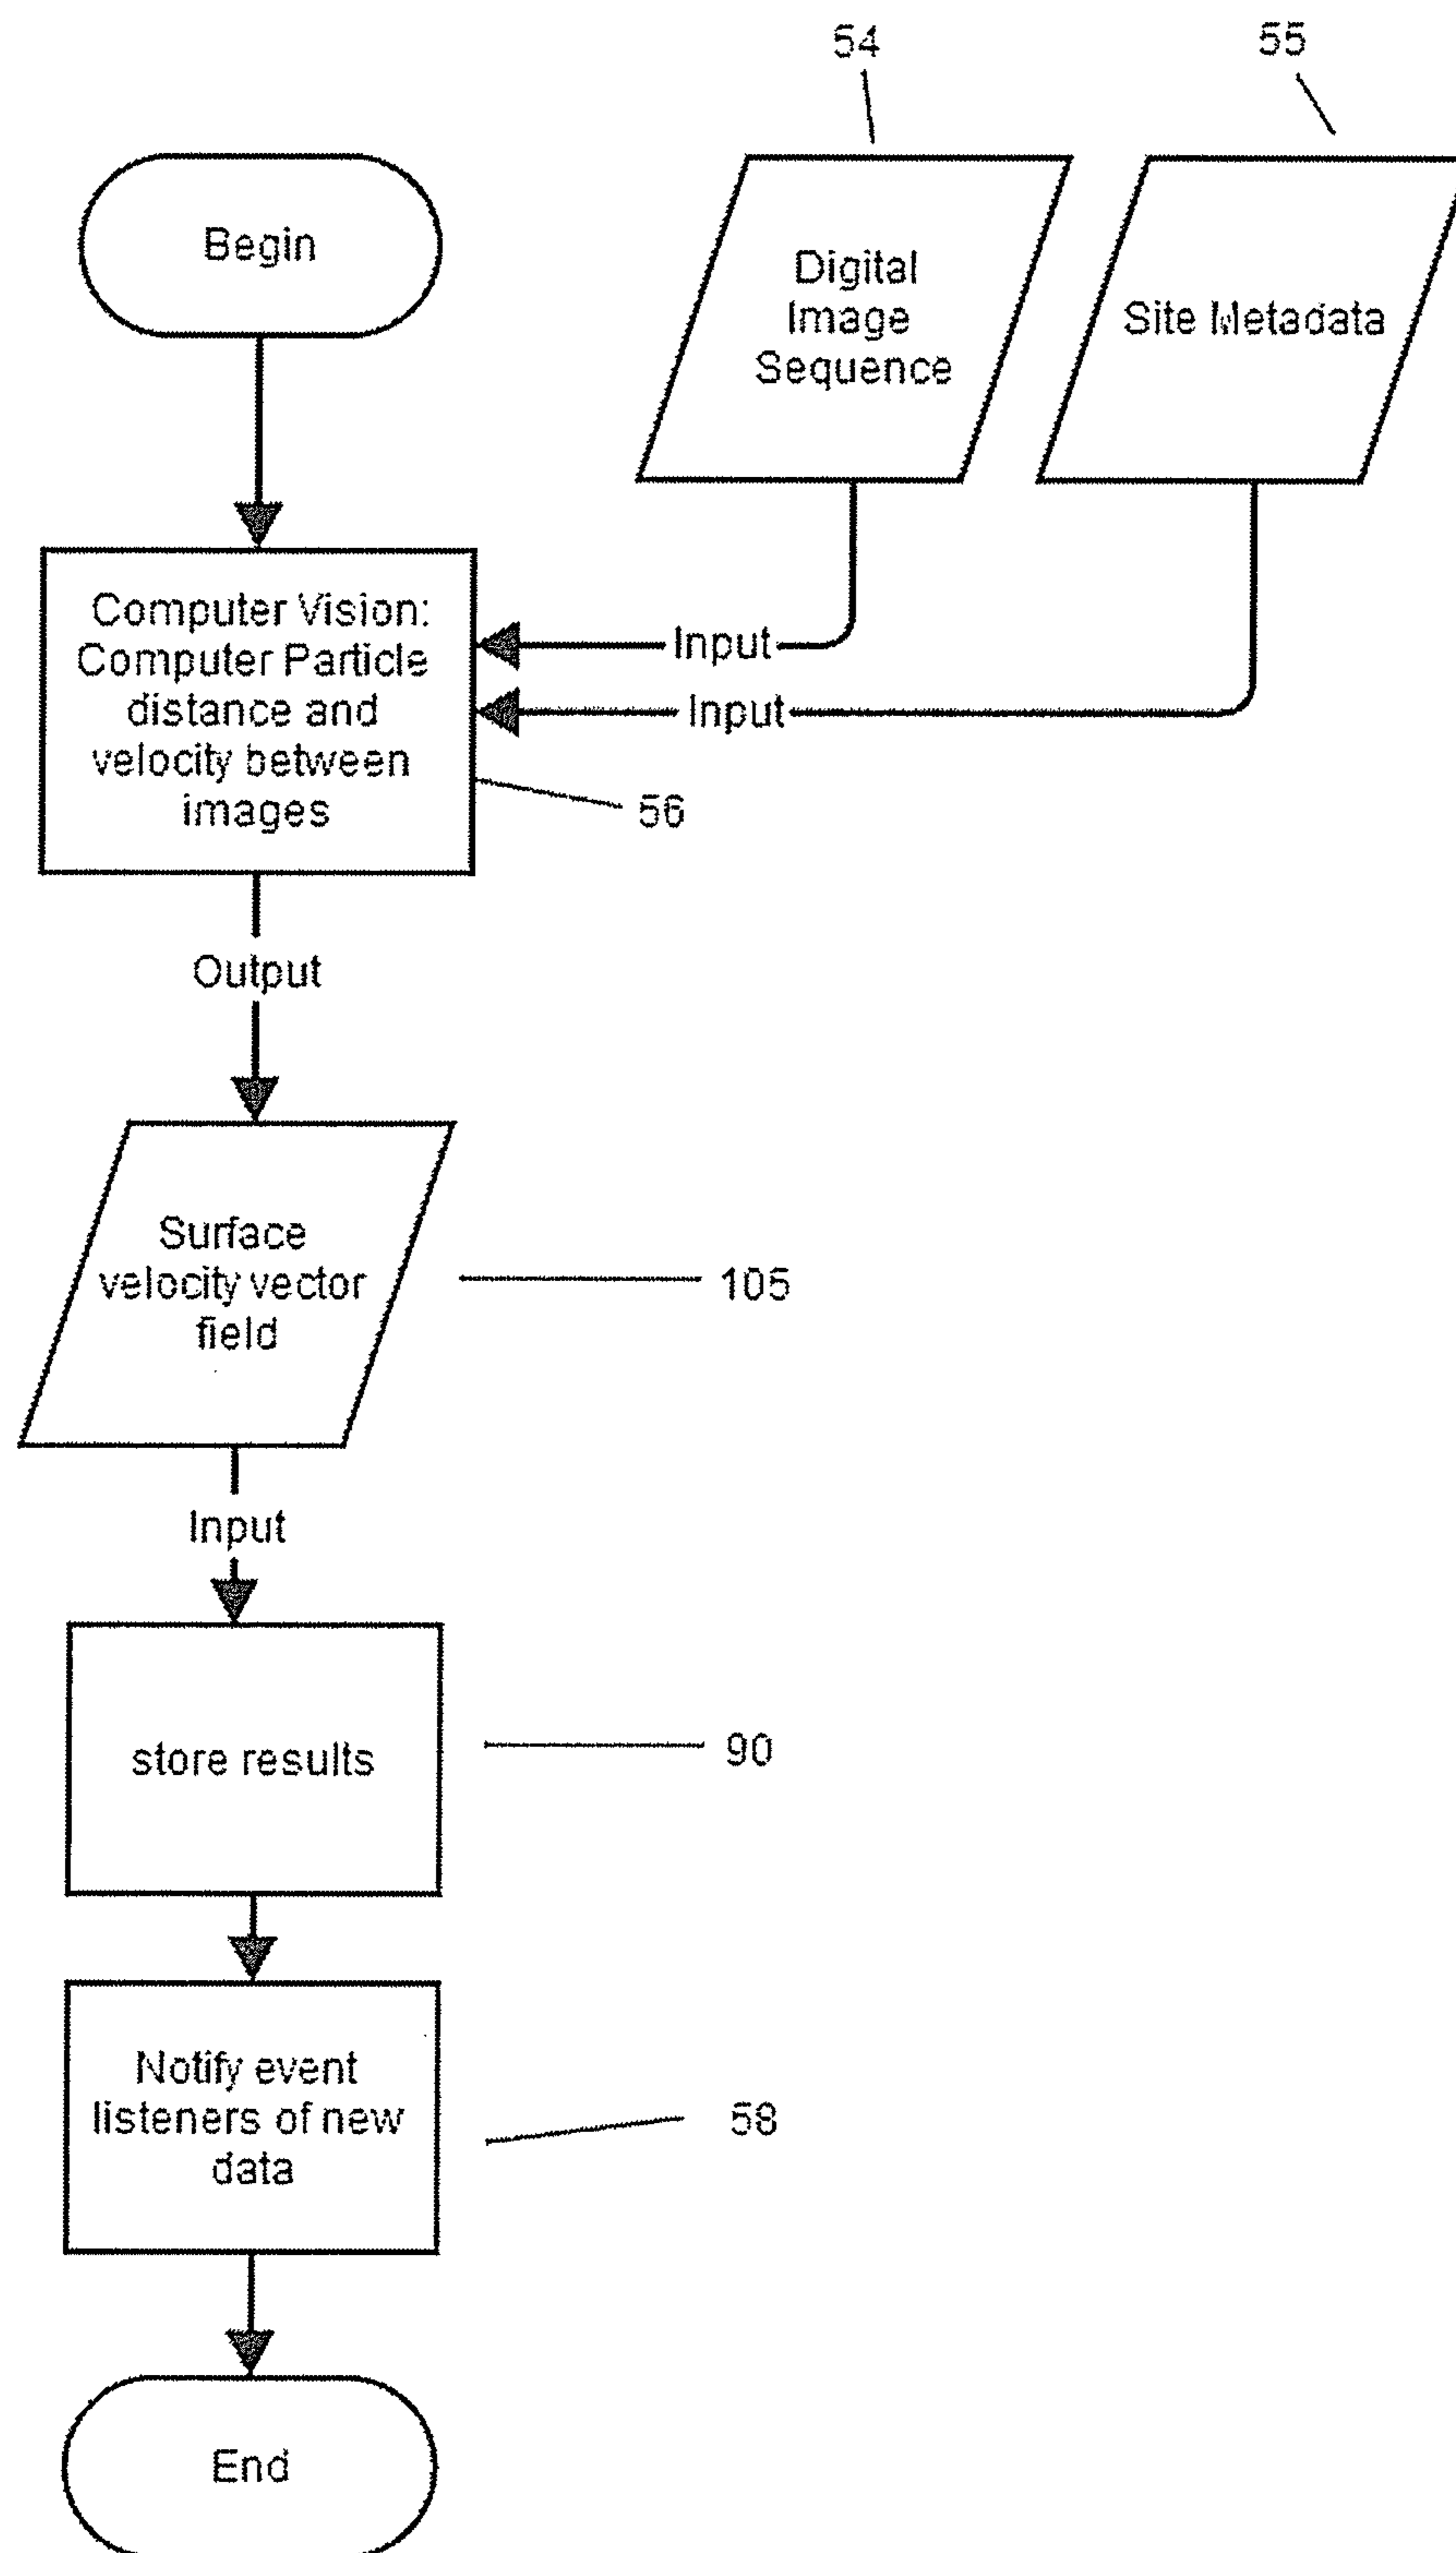 54
55
Begin
Digital
Image
Sequence
Site Metadata
Computer Vision:
Computer Particle
distance and
velocity between
images
Input
Input
56
Output
Surface
velocity vector
field
105
Input
store results
90
Notify event
listeners of new
data
58
End